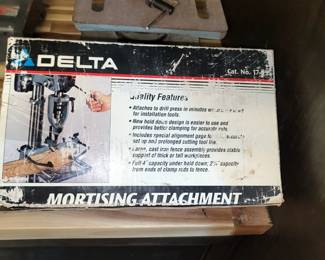 DELTA
Cat. No. 17-
Quality Features
• Attaches to drill press in minutes
for installation tools.
• New hold down design is easier to use and
provides better clamping for accurate cuts.
• Includes special alignment gage for
set up and prolonged cutting tool life.
• Large, cast iron fence assembly provides stable
support of thick or tall workpieces.
• Full 4" capacity under hold down; 2 capacity
from ends of clamp rods to fence.
MORTISING ATTACHMENT